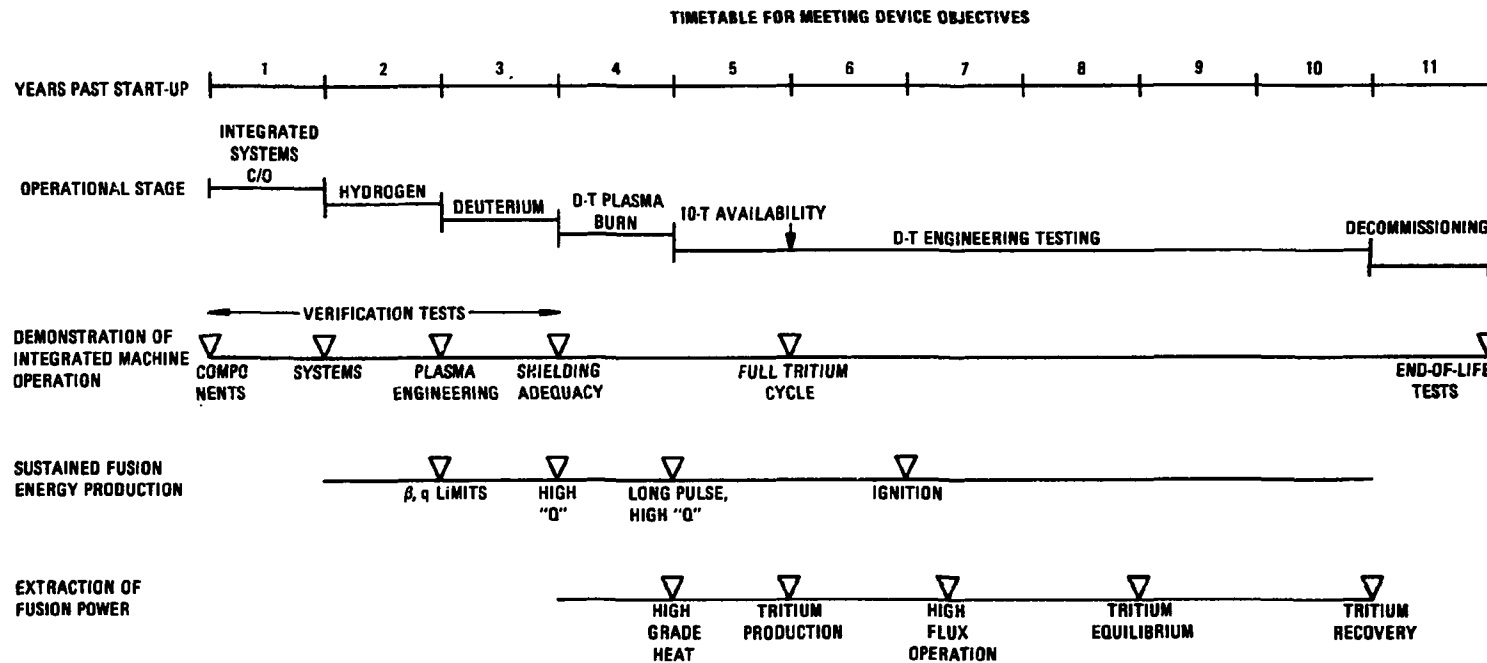 TIMETABLE FOR MEETING DEVICE OBJECTIVES
YEARS PAST START-UP
1 2 3 4 5 6 7 8 9 10 11
OPERATIONAL STAGE
INTEGRATED
SYSTEMS
C/O
HYDROGEN
DEUTERIUM
D-T PLASMA
BURN
10-T AVAILABILITY
D-T ENGINEERING TESTING
DECOMMISSIONING
DEMONSTRATION OF
INTEGRATED MACHINE
OPERATION
VERIFICATION TESTS
COMPO
NENTS
SYSTEMS
PLASMA
ENGINEERING
SHIELDING
ADEQUACY
FULL TRITIUM
CYCLE
END-OF-LIFE
TESTS
SUSTAINED FUSION
ENERGY PRODUCTION
β, q LIMITS
HIGH
"Q"
LONG PULSE,
HIGH "Q"
IGNITION
EXTRACTION OF
FUSION POWER
HIGH
GRADE
HEAT
TRITIUM
PRODUCTION
HIGH
FLUX
OPERATION
TRITIUM
EQUILIBRIUM
TRITIUM
RECOVERY